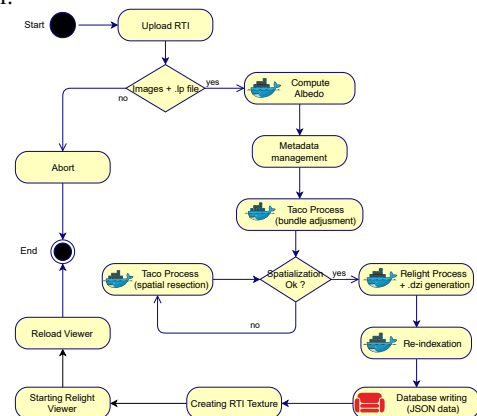 1.
Start
Upload RTI
Images + .lp file
yes
no
Compute
Albedo
Abort
Metadata
management
Taco Process
(bundle adjusment)
End
Taco Process
(spatial resection)
Spatialization
Ok ?
yes
Relight Process
+ .dzi generation
no
Reload Viewer
Re-indexation
Starting Relight
Viewer
Creating RTI Texture
Database writing
(JSON data)